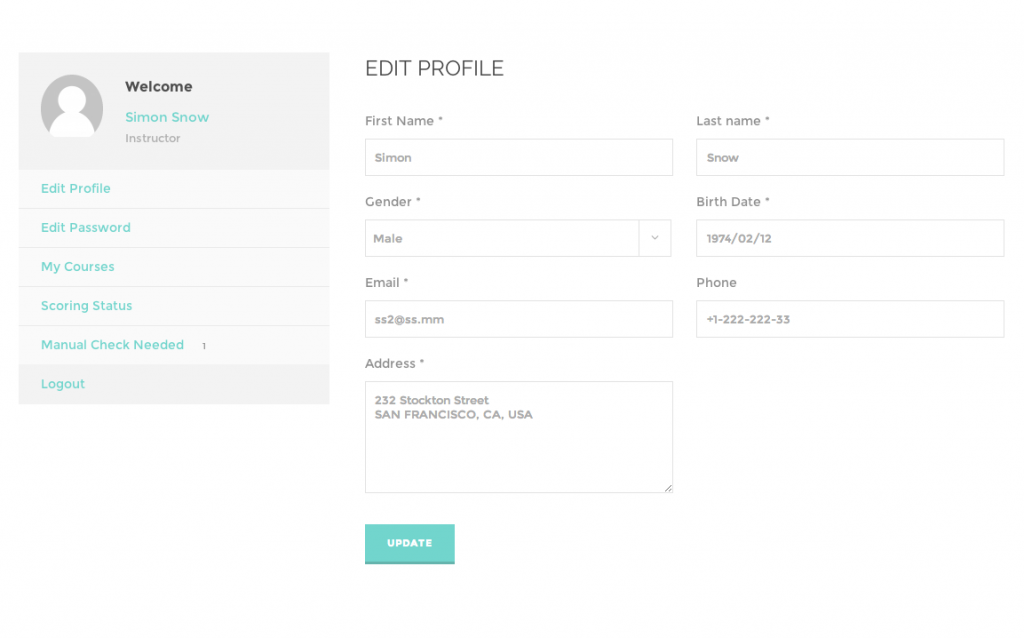 Welcome
Simon Snow
Instructor
Edit Profile
Edit Password
My Courses
Scoring Status
Manual Check Needed 1
Logout
EDIT PROFILE
First Name *
Simon
Last name *
Snow
Gender *
Male
Birth Date *
1974/02/12
Email *
ss2@ss.mm
Phone
+1-222-222-33
Address *
232 Stockton Street
SAN FRANCISCO, CA, USA
UPDATE